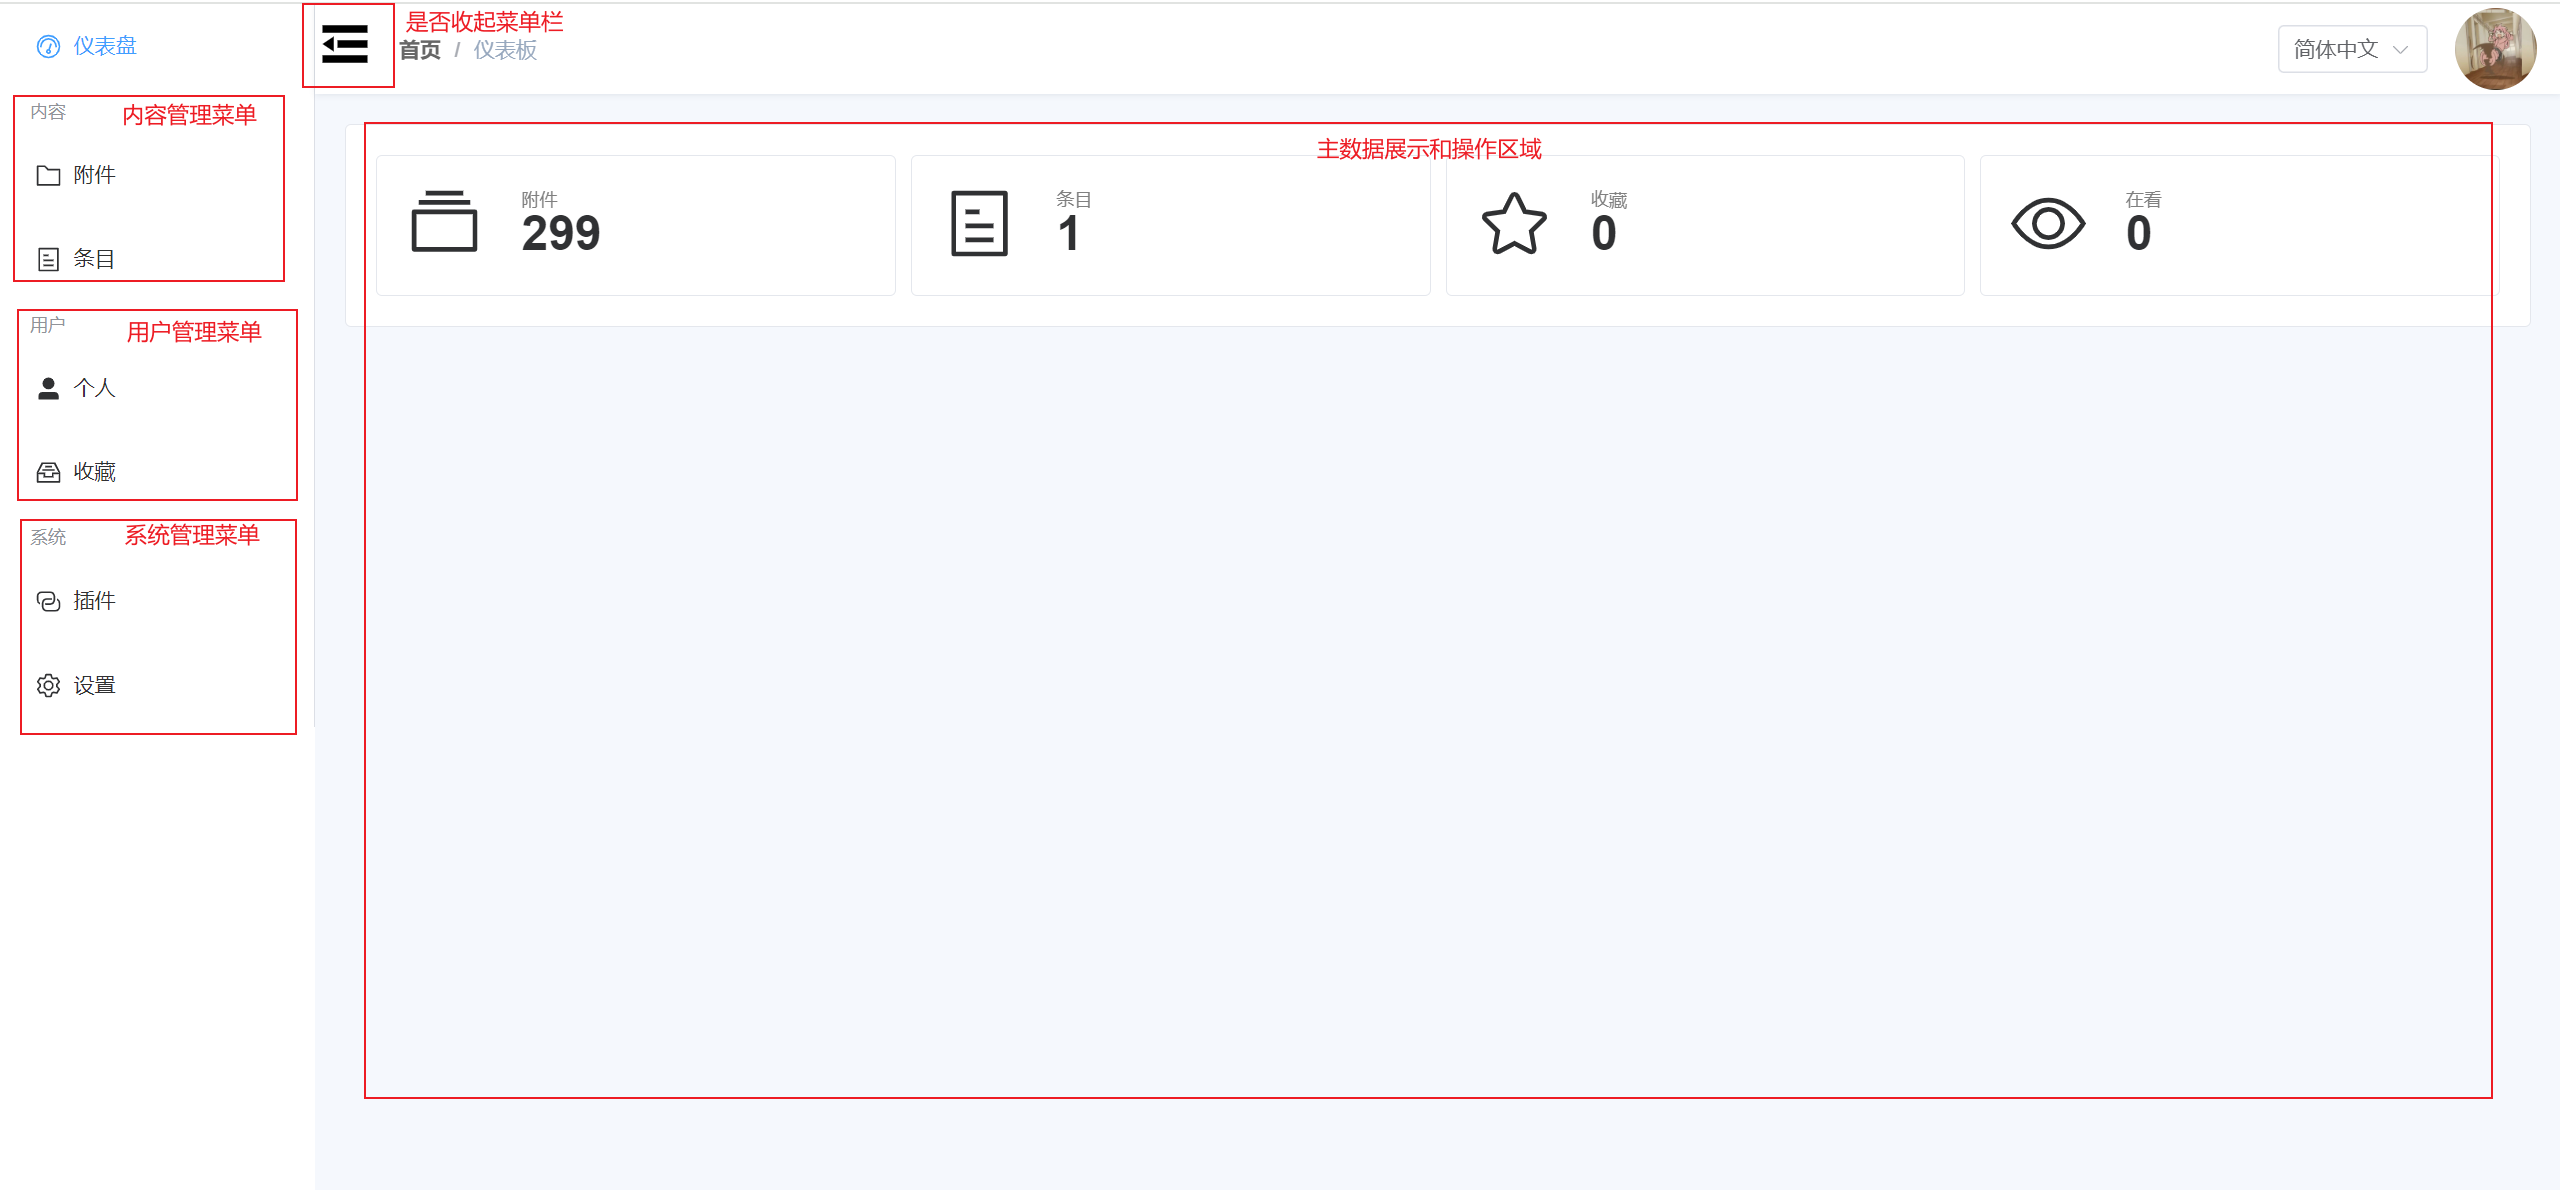 仪表盘
是否收起菜单栏
首页 / 仪表板
简体中文
内容
内容管理菜单
附件
条目
用户
用户管理菜单
个人
收藏
系统
系统管理菜单
插件
设置
主数据展示和操作区域
附件
299
条目
1
收藏
0
在看
0